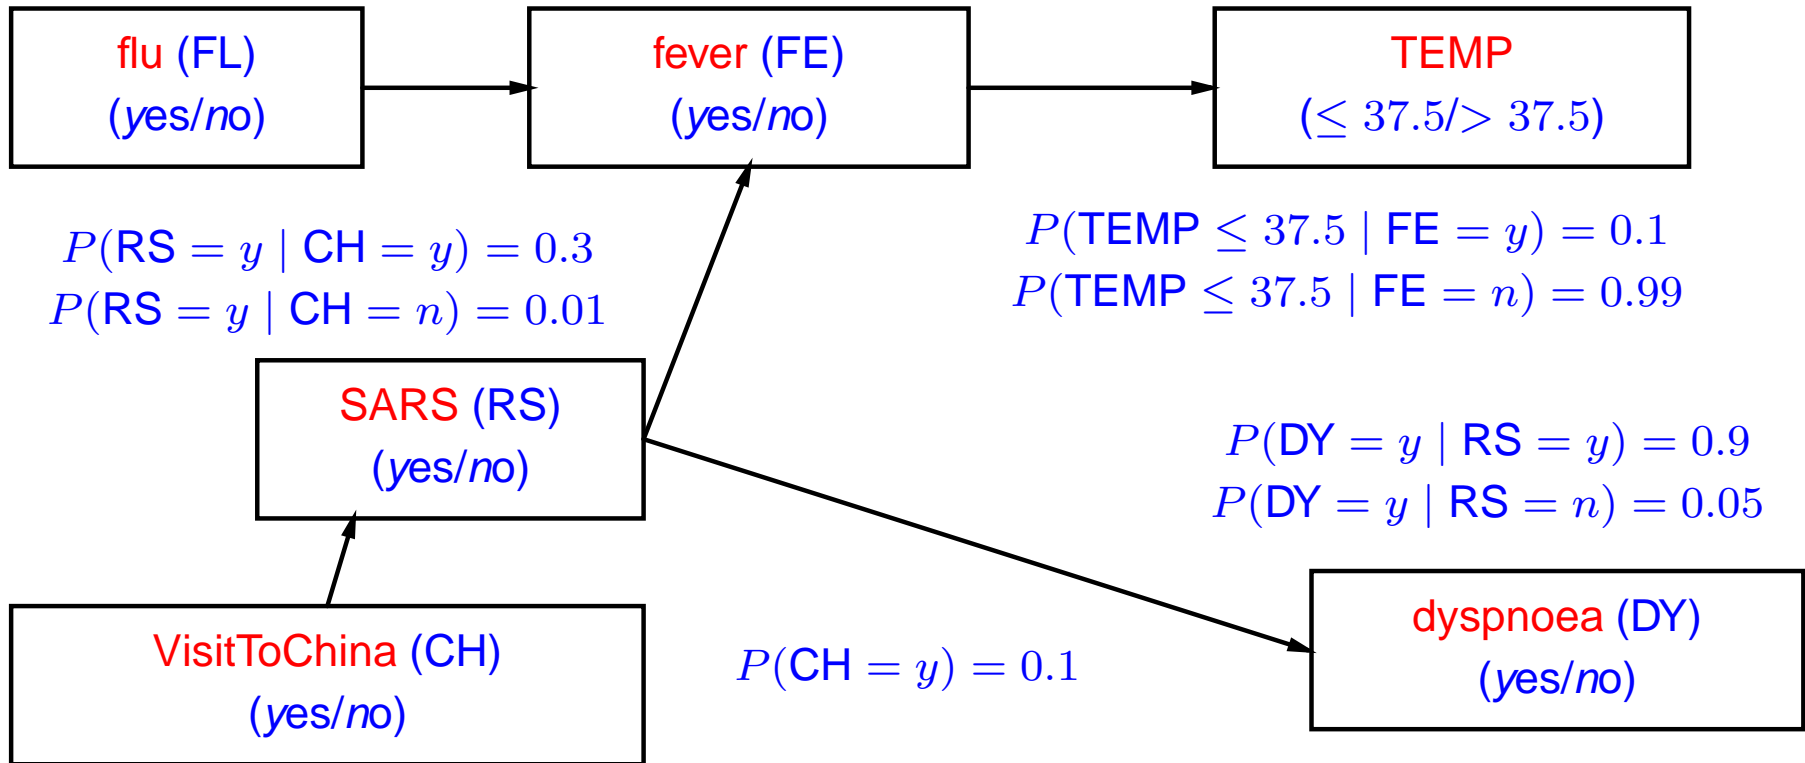 flu (FL)
(yes/no)
fever (FE)
(yes/no)
TEMP
(≤ 37.5/> 37.5)
P(RS = y | CH = y) = 0.3
P(RS = y | CH = n) = 0.01
P(TEMP ≤ 37.5 | FE = y) = 0.1
P(TEMP ≤ 37.5 | FE = n) = 0.99
SARS (RS)
(yes/no)
P(DY = y | RS = y) = 0.9
P(DY = y | RS = n) = 0.05
VisitToChina (CH)
(yes/no)
P(CH = y) = 0.1
dyspnoea (DY)
(yes/no)